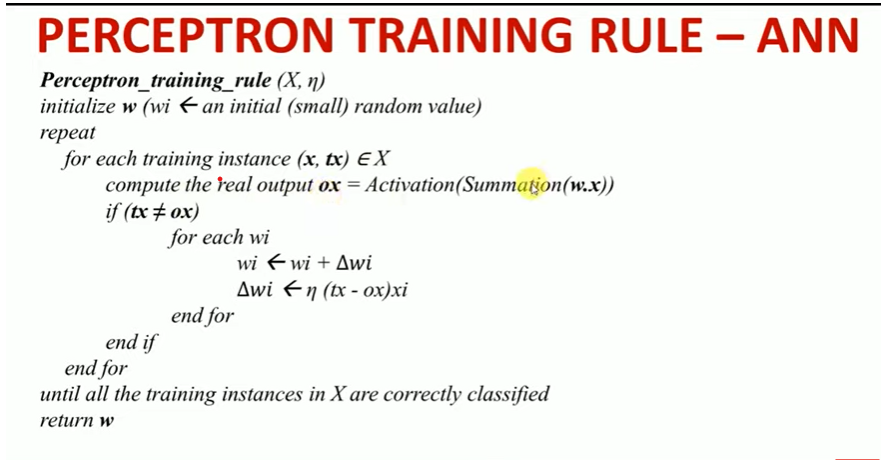 PERCEPTRON TRAINING RULE – ANN
Perceptron_training_rule (X, η)
initialize w (wi ← an initial (small) random value)
repeat
for each training instance (x, tx) ∈ X
compute the real output ox = Activation(Summation(w.x))
if (tx ≠ ox)
for each wi
wi ← wi + Δwi
Δwi ← η (tx - ox)xi
end for
end if
end for
until all the training instances in X are correctly classified
return w